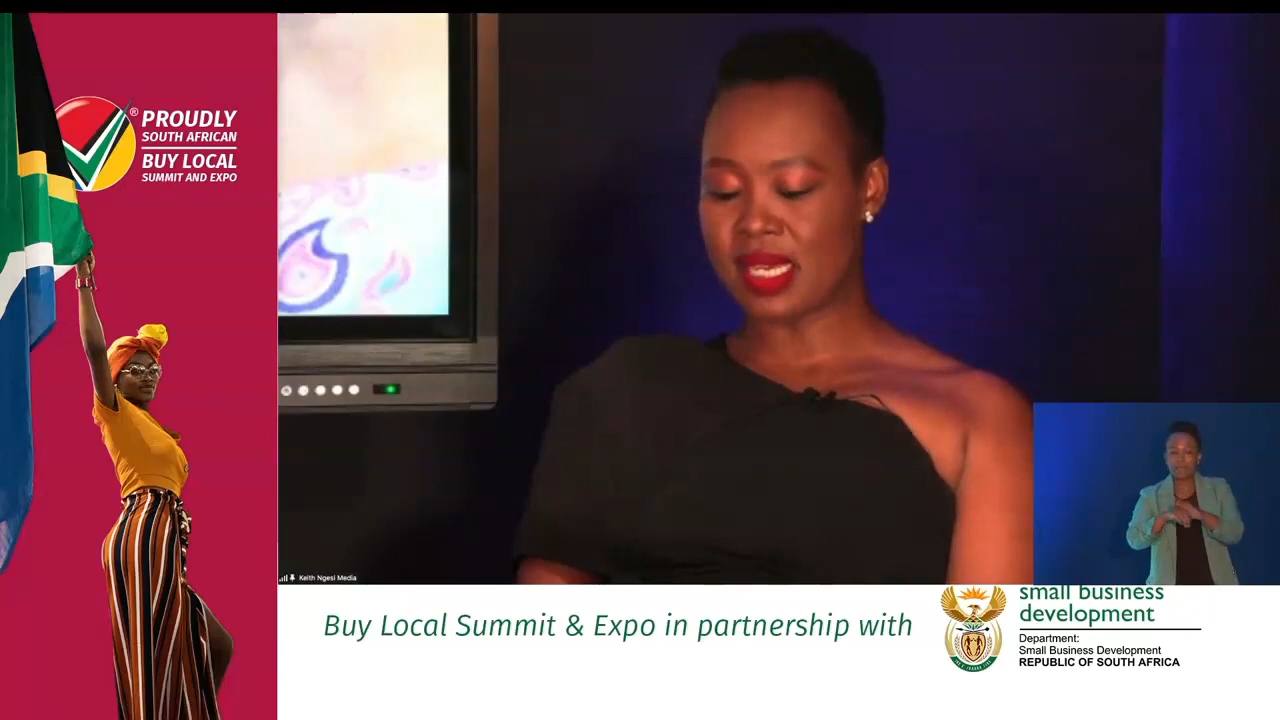 PROUDLY
SOUTH AFRICAN
BUY LOCAL
SUMMIT AND EXPO
®
Keith Ngesi Media
Buy Local Summit & Expo in partnership with
small business
development
Department:
Small Business Development
REPUBLIC OF SOUTH AFRICA